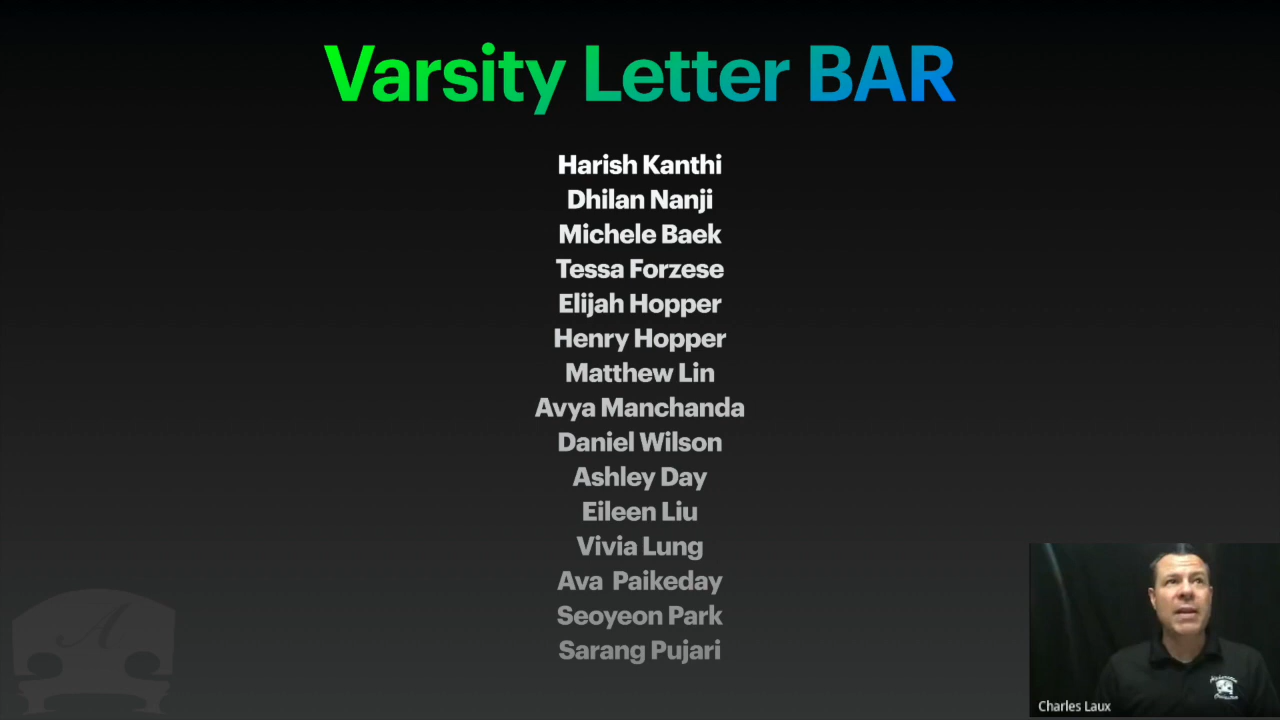 Varsity Letter BAR
Harish Kanthi
Dhilan Nanji
Michele Baek
Tessa Forzese
Elijah Hopper
Henry Hopper
Matthew Lin
Avya Manchanda
Daniel Wilson
Ashley Day
Eileen Liu
Vivia Lung
Ava Paikeday
Seoyeon Park
Sarang Pujari
A
Charles Laux